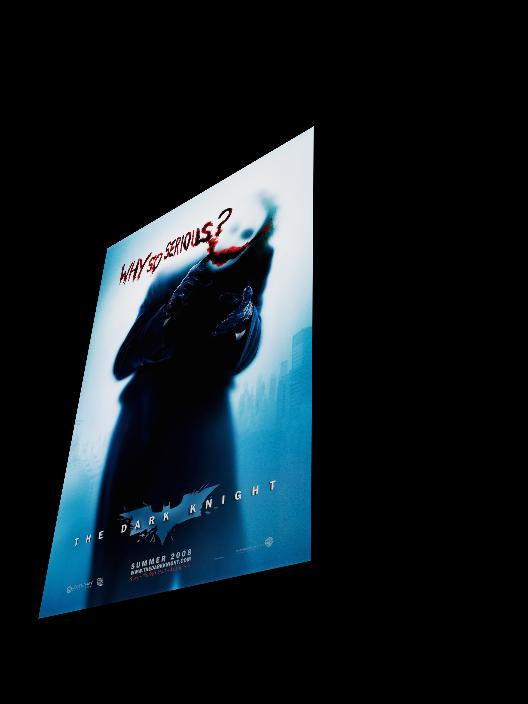 WHY SO SERIOUS?
THE DARK KNIGHT
SUMMER 2008
WWW.THEDARKKNIGHT.COM